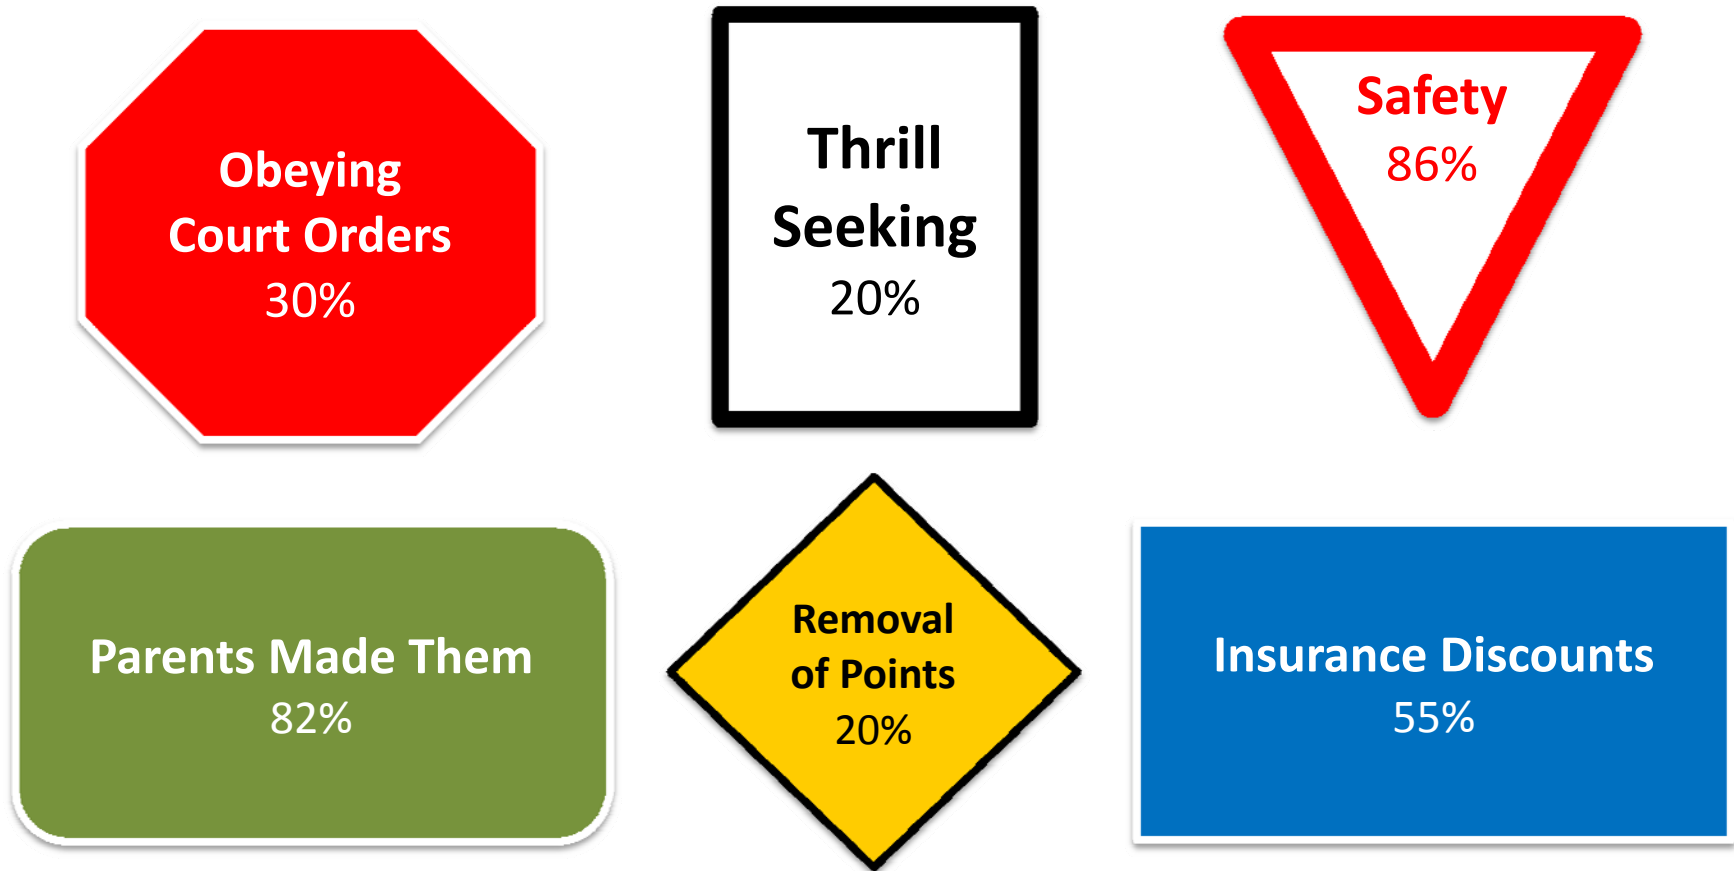 Obeying
Court Orders
30%
Thrill
Seeking
20%
Safety
86%
Parents Made Them
82%
Removal
of Points
20%
Insurance Discounts
55%